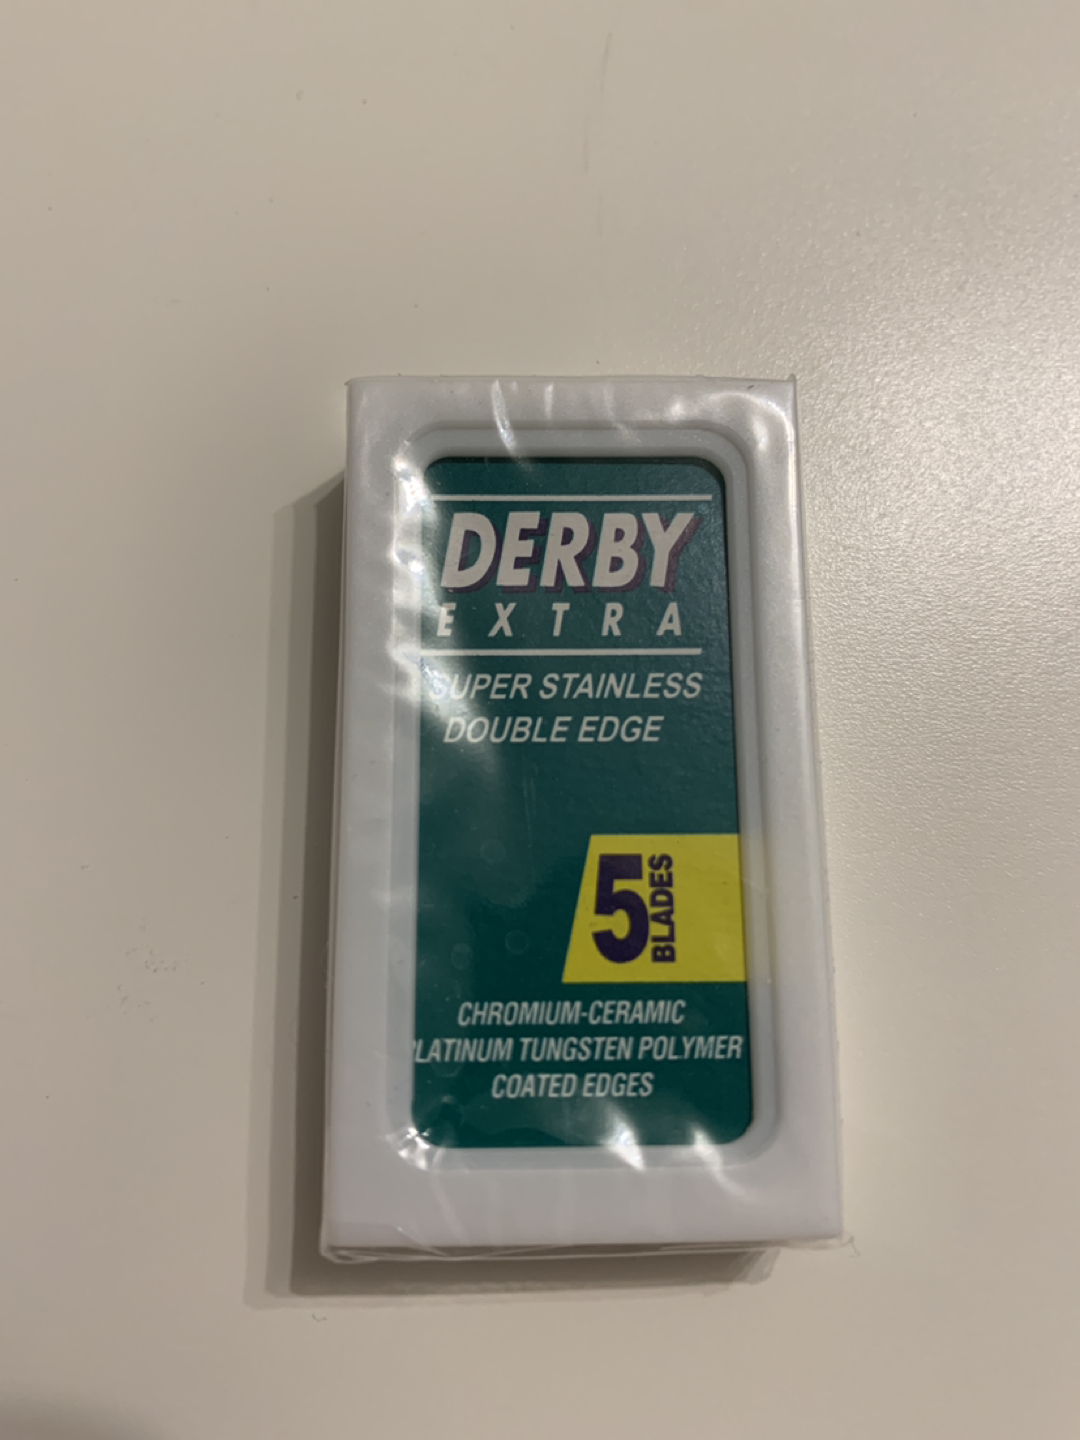 DERBY
EXTRA
SUPER STAINLESS
DOUBLE EDGE
5 BLADES
CHROMIUM-CERAMIC
PLATINUM TUNGSTEN POLYMER
COATED EDGES